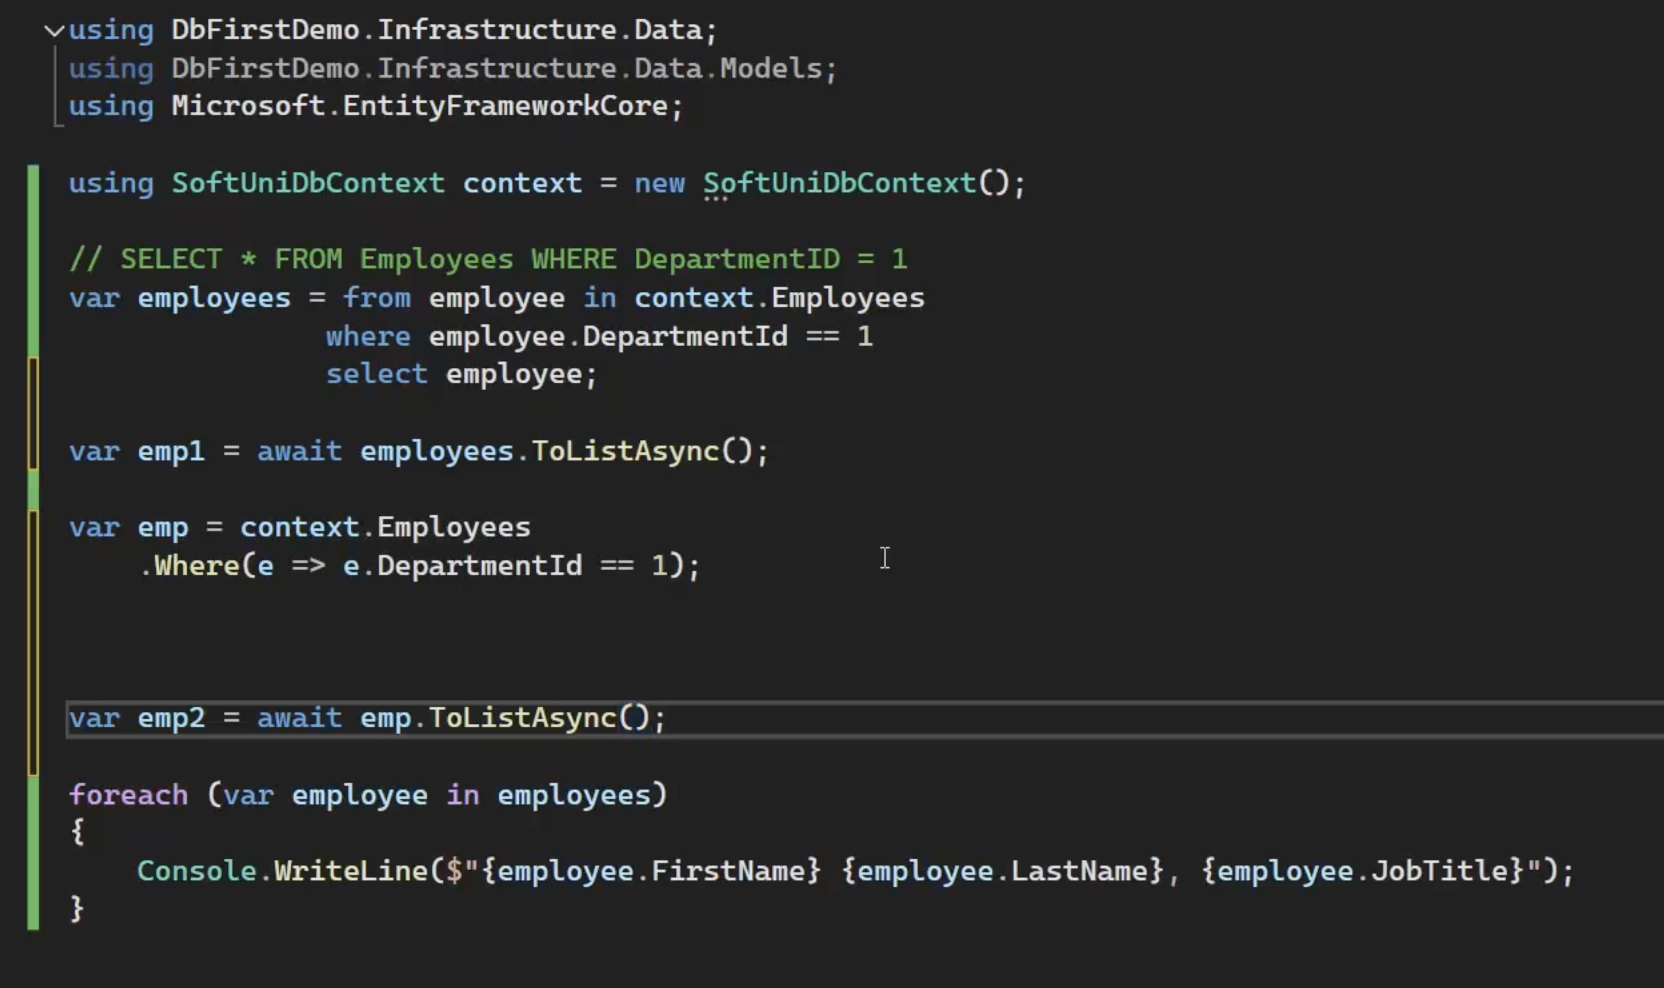 using DbFirstDemo.Infrastructure.Data;
using DbFirstDemo.Infrastructure.Data.Models;
using Microsoft.EntityFrameworkCore;
using SoftUniDbContext context = new SoftUniDbContext();
// SELECT * FROM Employees WHERE DepartmentID = 1
var employees = from employee in context.Employees
where employee.DepartmentId == 1
select employee;
var emp1 = await employees.ToListAsync();
var emp = context.Employees
.Where(e => e.DepartmentId == 1);
var emp2 = await emp.ToListAsync();
foreach (var employee in employees)
{
Console.WriteLine($"{employee.FirstName} {employee.LastName}, {employee.JobTitle}");
}